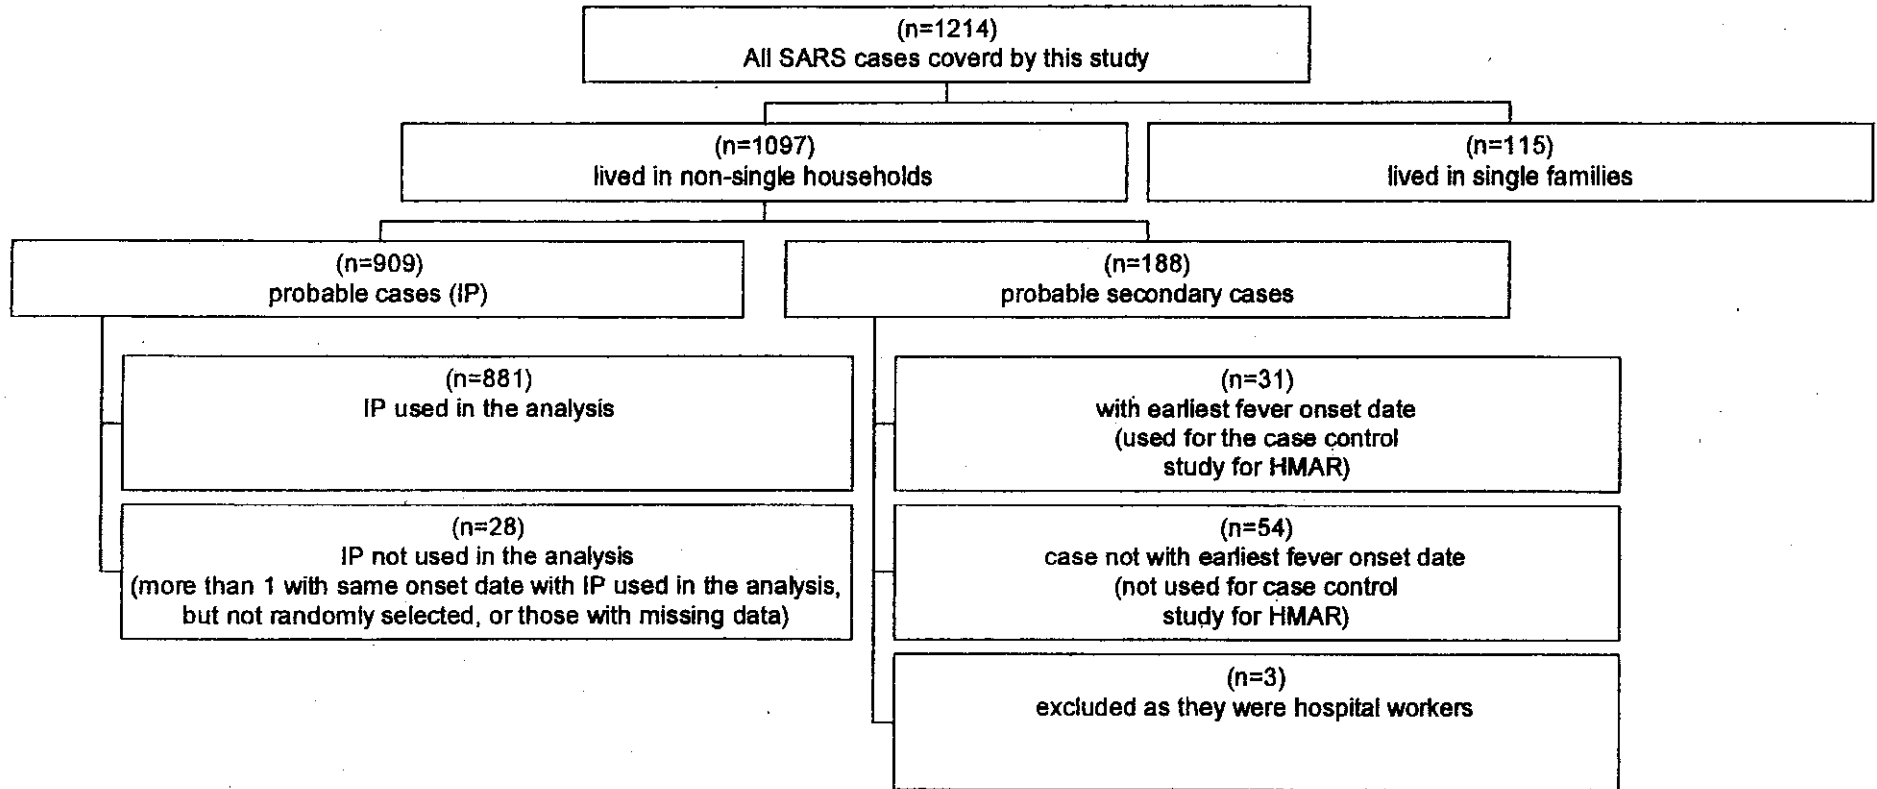 (n=1214)
All SARS cases coverd by this study
(n=1097)
lived in non-single households
(n=115)
lived in single families
(n=909)
probable cases (IP)
(n=188)
probable secondary cases
(n=881)
IP used in the analysis
(n=28)
IP not used in the analysis
(more than 1 with same onset date with IP used in the analysis,
but not randomly selected, or those with missing data)
(n=31)
with earliest fever onset date
(used for the case control
study for HMAR)
(n=54)
case not with earliest fever onset date
(not used for case control
study for HMAR)
(n=3)
excluded as they were hospital workers